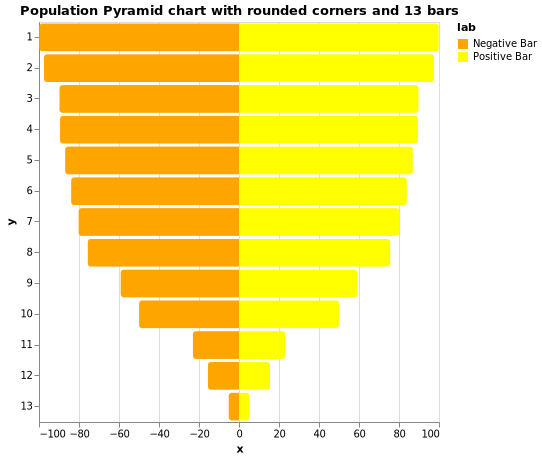 Population Pyramid chart with rounded corners and 13 bars
lab
Negative Bar
Positive Bar
y
1
2
3
4
5
6
7
8
9
10
11
12
13
−100 −80 −60 −40 −20 0 20 40 60 80 100
x